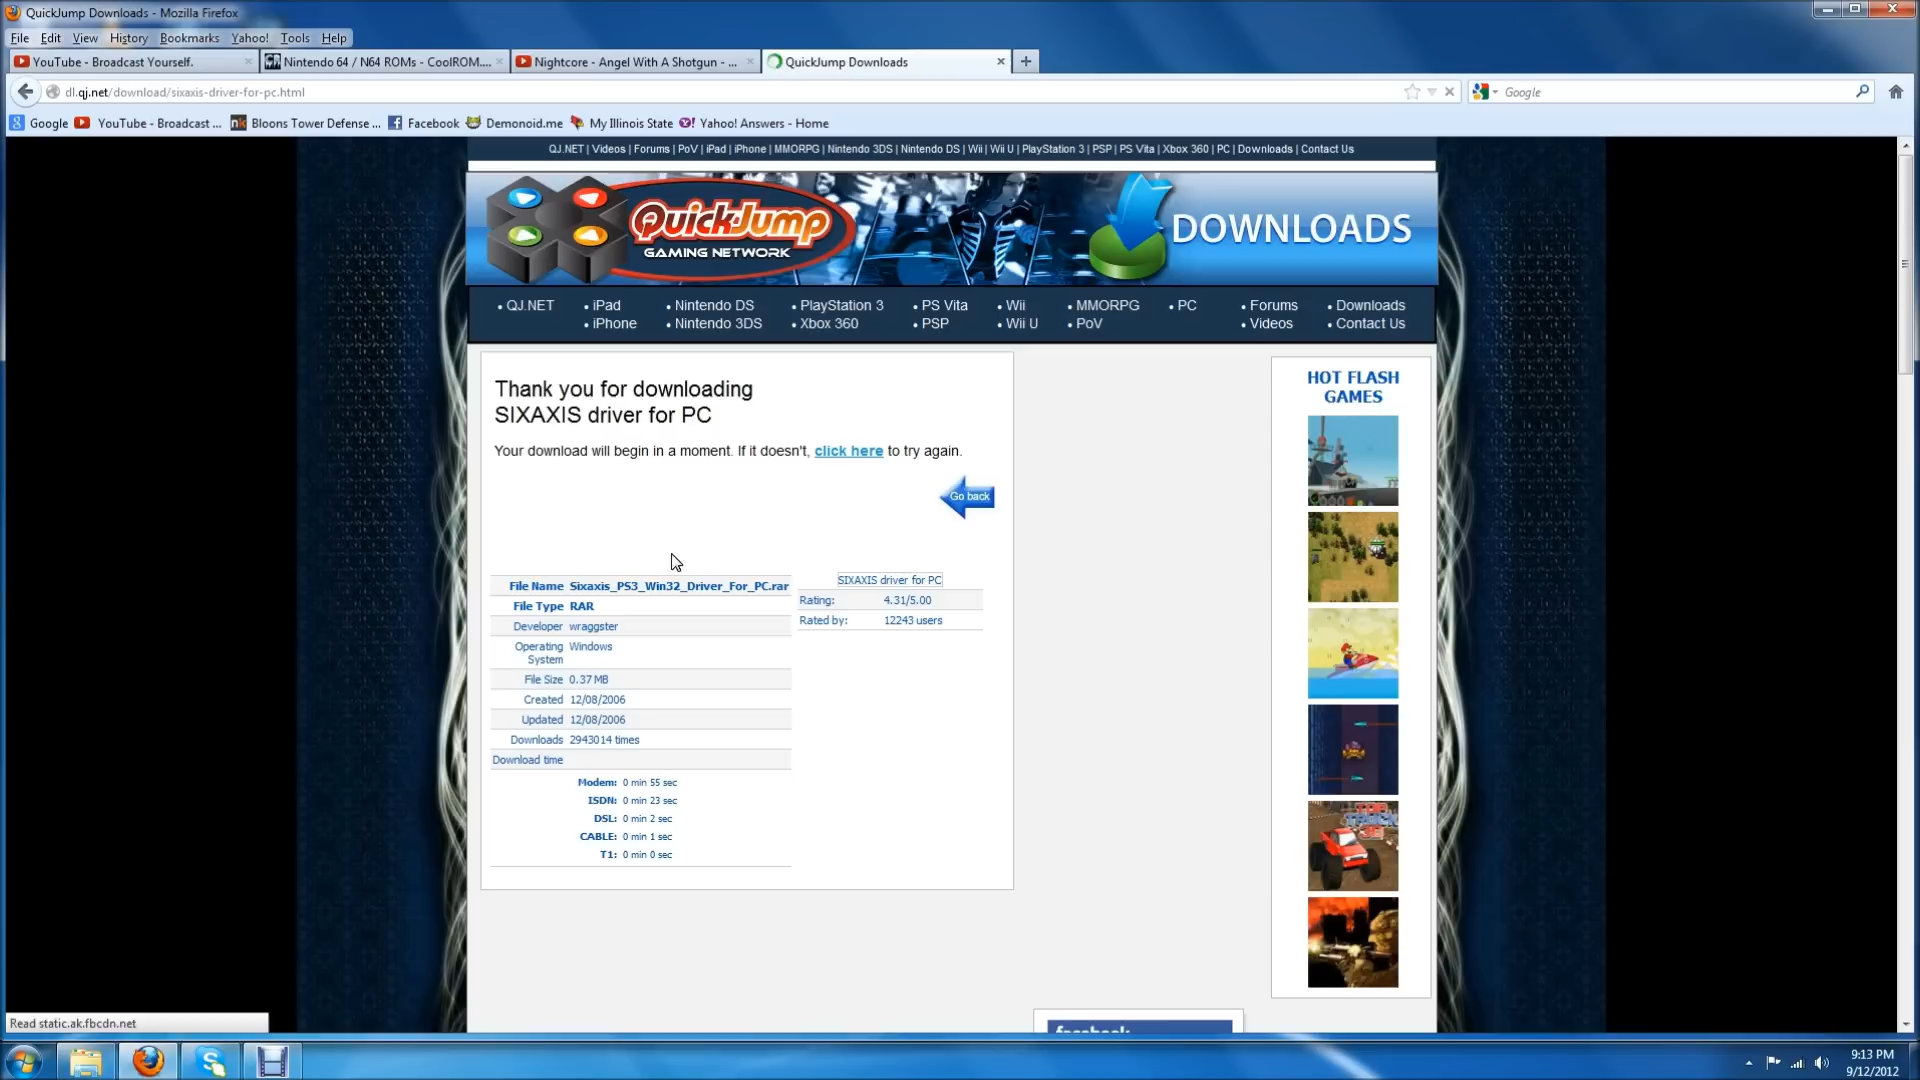 QuickJump Downloads - Mozilla Firefox
File Edit View History Bookmarks Yahoo! Tools Help
YouTube - Broadcast Yourself.
Nintendo 64 / N64 ROMs - CoolROM....
Nightcore - Angel With A Shotgun - ...
QuickJump Downloads
dl.qj.net/download/sixaxis-driver-for-pc.html
Google
Google YouTube - Broadcast ... Bloons Tower Defense ... Facebook Demonoid.me My Illinois State Yahoo! Answers - Home
QJ.NET | Videos | Forums | PoV | iPad | iPhone | MMORPG | Nintendo 3DS | Nintendo DS | Wii | Wii U | PlayStation 3 | PSP | PS Vita | Xbox 360 | PC | Downloads | Contact Us
QuickJump
GAMING NETWORK
DOWNLOADS
• QJ.NET • iPad • Nintendo DS • PlayStation 3 • PS Vita • Wii • MMORPG • PC • Forums • Downloads
• iPhone • Nintendo 3DS • Xbox 360 • PSP • Wii U • PoV • Videos • Contact Us
Thank you for downloading
SIXAXIS driver for PC
Your download will begin in a moment. If it doesn't, click here to try again.
Go back
File Name Sixaxis_PS3_Win32_Driver_For_PC.rar
File Type RAR
Developer wraggster
Operating System Windows
File Size 0.37 MB
Created 12/08/2006
Updated 12/08/2006
Downloads 2943014 times
Download time
Modem: 0 min 55 sec
ISDN: 0 min 23 sec
DSL: 0 min 2 sec
CABLE: 0 min 1 sec
T1: 0 min 0 sec
SIXAXIS driver for PC
Rating: 4.31/5.00
Rated by: 12243 users
HOT FLASH
GAMES
facebook
Read static.ak.fbcdn.net
9:13 PM
9/12/2012